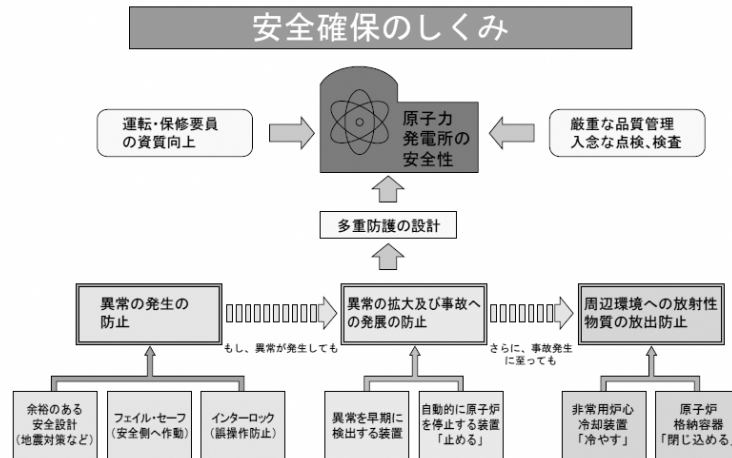 安全確保のしくみ
運転・保修要員
の資質向上
原子力
発電所の
安全性
厳重な品質管理
入念な点検、検査
多重防護の設計
異常の発生の
防止
もし、異常が発生しても
異常の拡大及び事故へ
の発展の防止
さらに、事故発生
に至っても
周辺環境への放射性
物質の放出防止
余裕のある
安全設計
(地震対策など)
フェイル・セーフ
(安全側へ作動)
インターロック
(誤操作防止)
異常を早期に
検出する装置
自動的に原子炉
を停止する装置
「止める」
非常用炉心
冷却装置
「冷やす」
原子炉
格納容器
「閉じ込める」